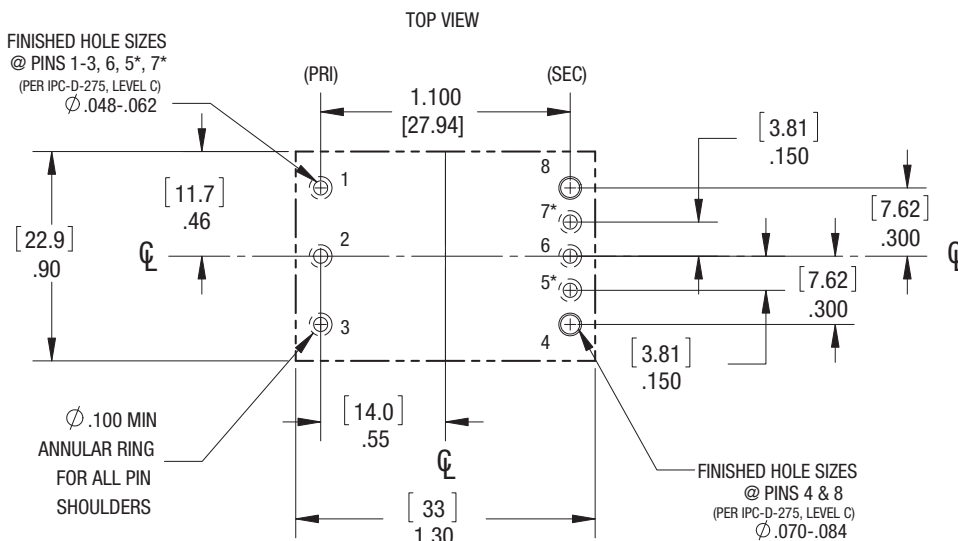 TOP VIEW
FINISHED HOLE SIZES
@ PINS 1-3, 6, 5*, 7*
(PER IPC-D-275, LEVEL C)
∅ .048-.062
(PRI)
(SEC)
1.100
[27.94]
[3.81]
.150
[11.7]
.46
[22.9]
.90
℄
1
2
3
8
7*
6
5*
4
[7.62]
.300
℄
[7.62]
.300
[3.81]
.150
∅ .100 MIN
ANNULAR RING
FOR ALL PIN
SHOULDERS
[14.0]
.55
℄
[33]
1.30
FINISHED HOLE SIZES
@ PINS 4 & 8
(PER IPC-D-275, LEVEL C)
∅ .070-.084